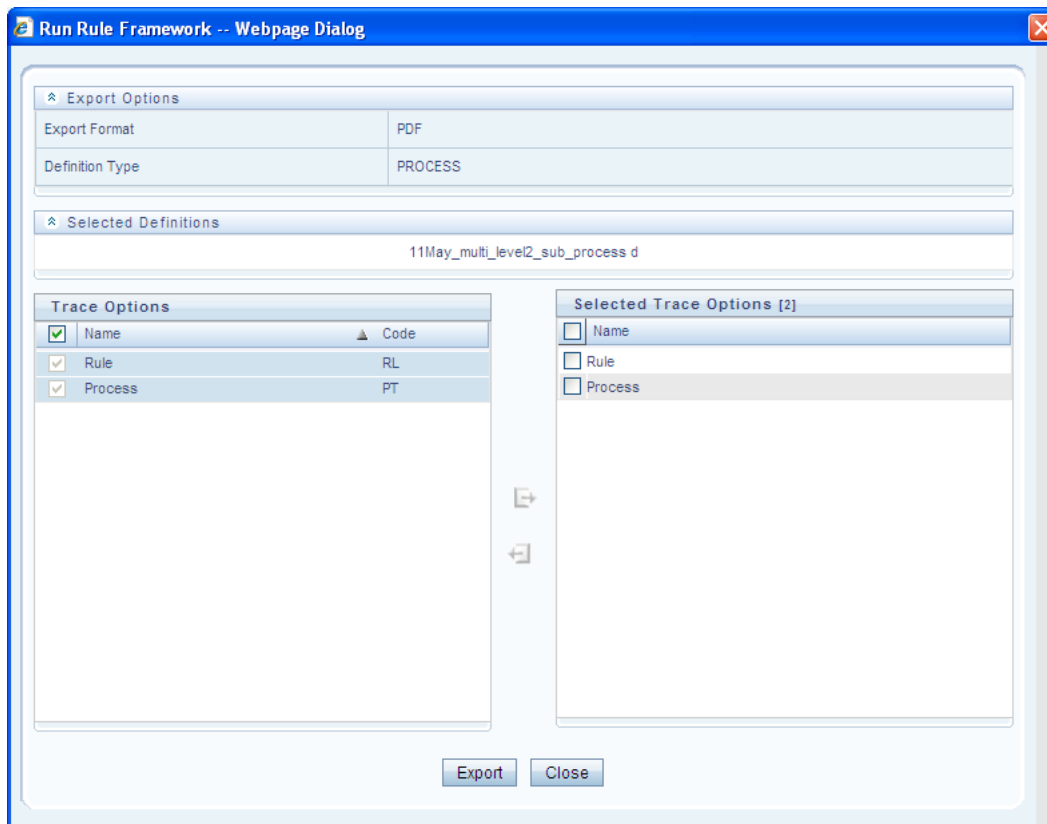 Run Rule Framework -- Webpage Dialog
Export Options
Export Format PDF
Definition Type PROCESS
Selected Definitions
11May_multi_level2_sub_process d
Trace Options
Name Code
Rule RL
Process PT
Selected Trace Options [2]
Name
Rule
Process
Export Close